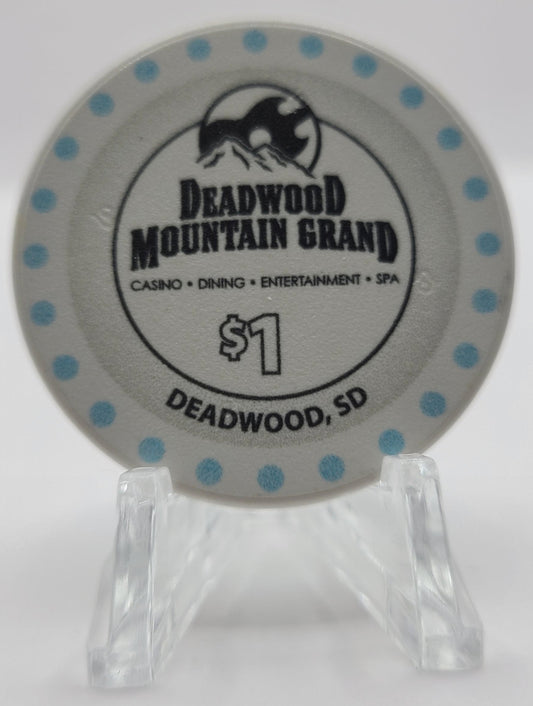 DEADWOOD
MOUNTAIN GRAND
CASINO • DINING • ENTERTAINMENT • SPA
$1
DEADWOOD, SD